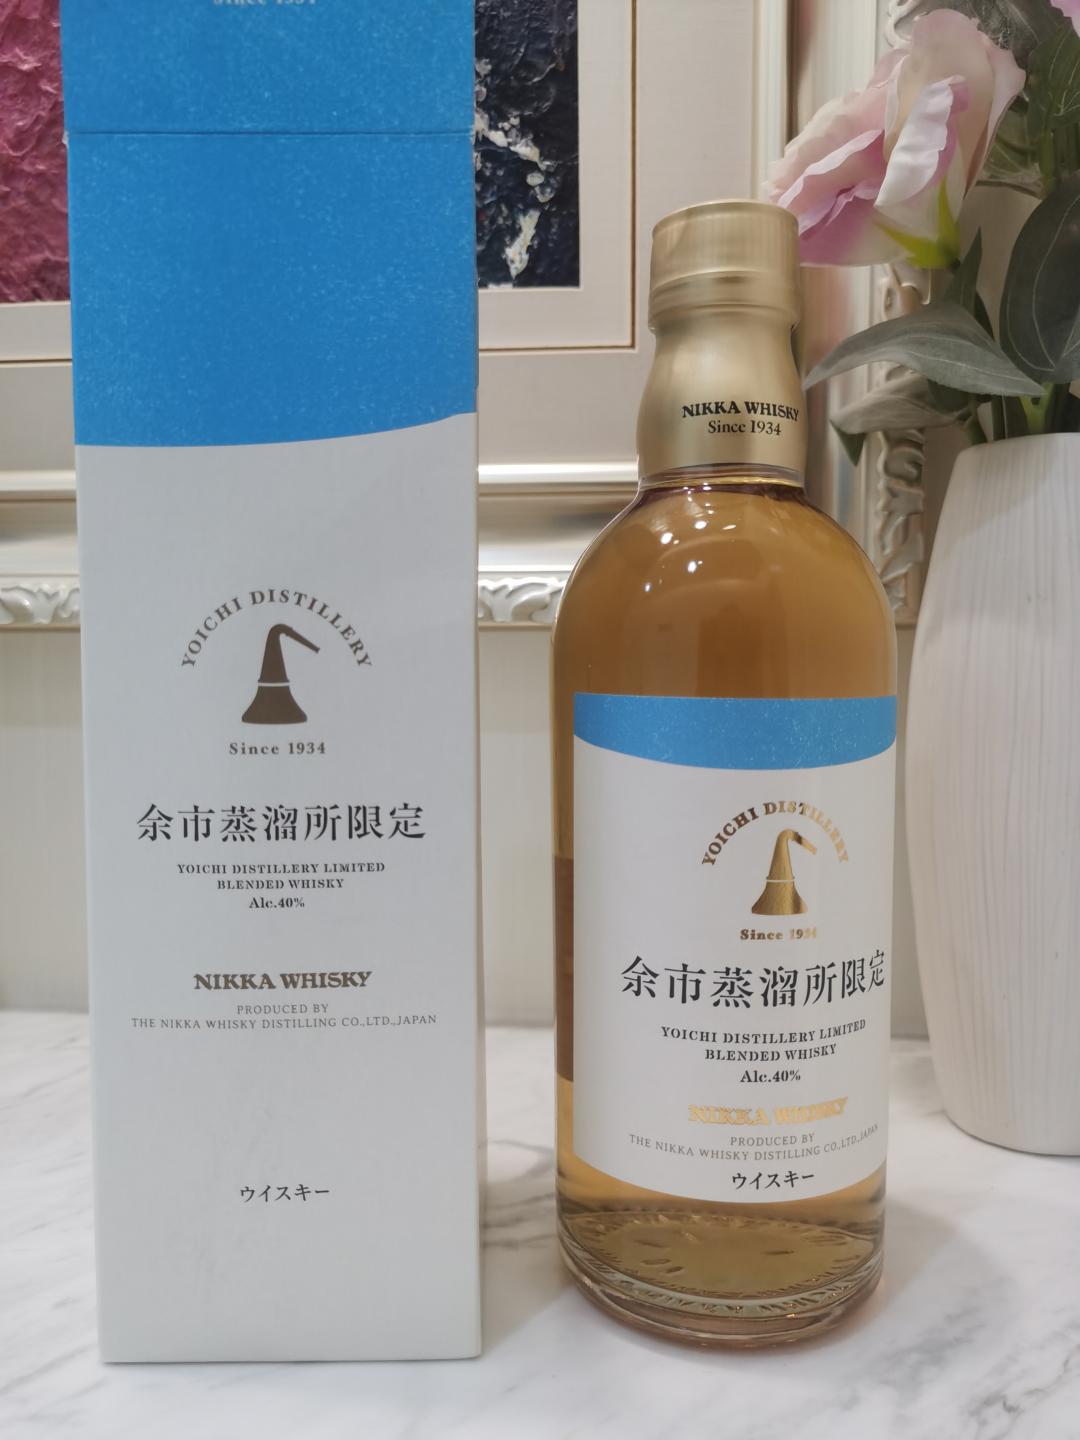 Since 1934
YOICHI DISTILLERY
Since 1934
余市蒸溜所限定
YOICHI DISTILLERY LIMITED
BLENDED WHISKY
Alc.40%
NIKKA WHISKY
PRODUCED BY
THE NIKKA WHISKY DISTILLING CO.,LTD.,JAPAN
ウイスキー
NIKKA WHISKY
Since 1934
YOICHI DISTILLERY
Since 1934
余市蒸溜所限定
YOICHI DISTILLERY LIMITED
BLENDED WHISKY
Alc.40%
NIKKA WHISKY
PRODUCED BY
THE NIKKA WHISKY DISTILLING CO.,LTD.,JAPAN
ウイスキー